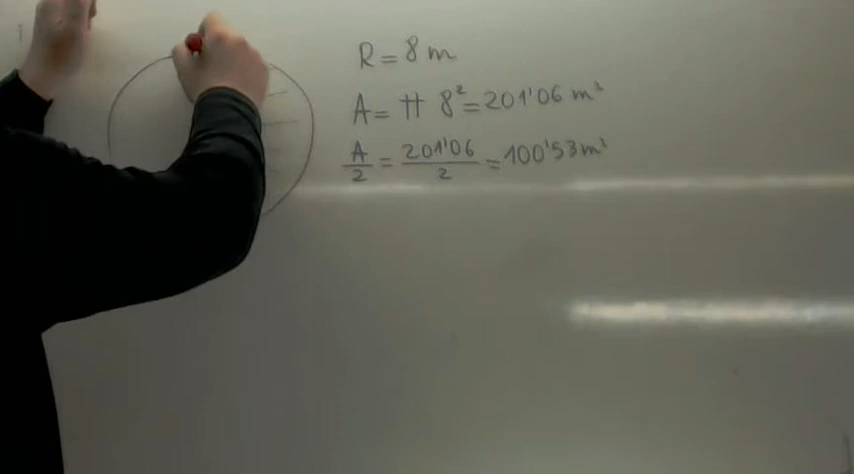 R = 8 m
A = π 8² = 201'06 m²
A/2 = 201'06/2 = 100'53 m²